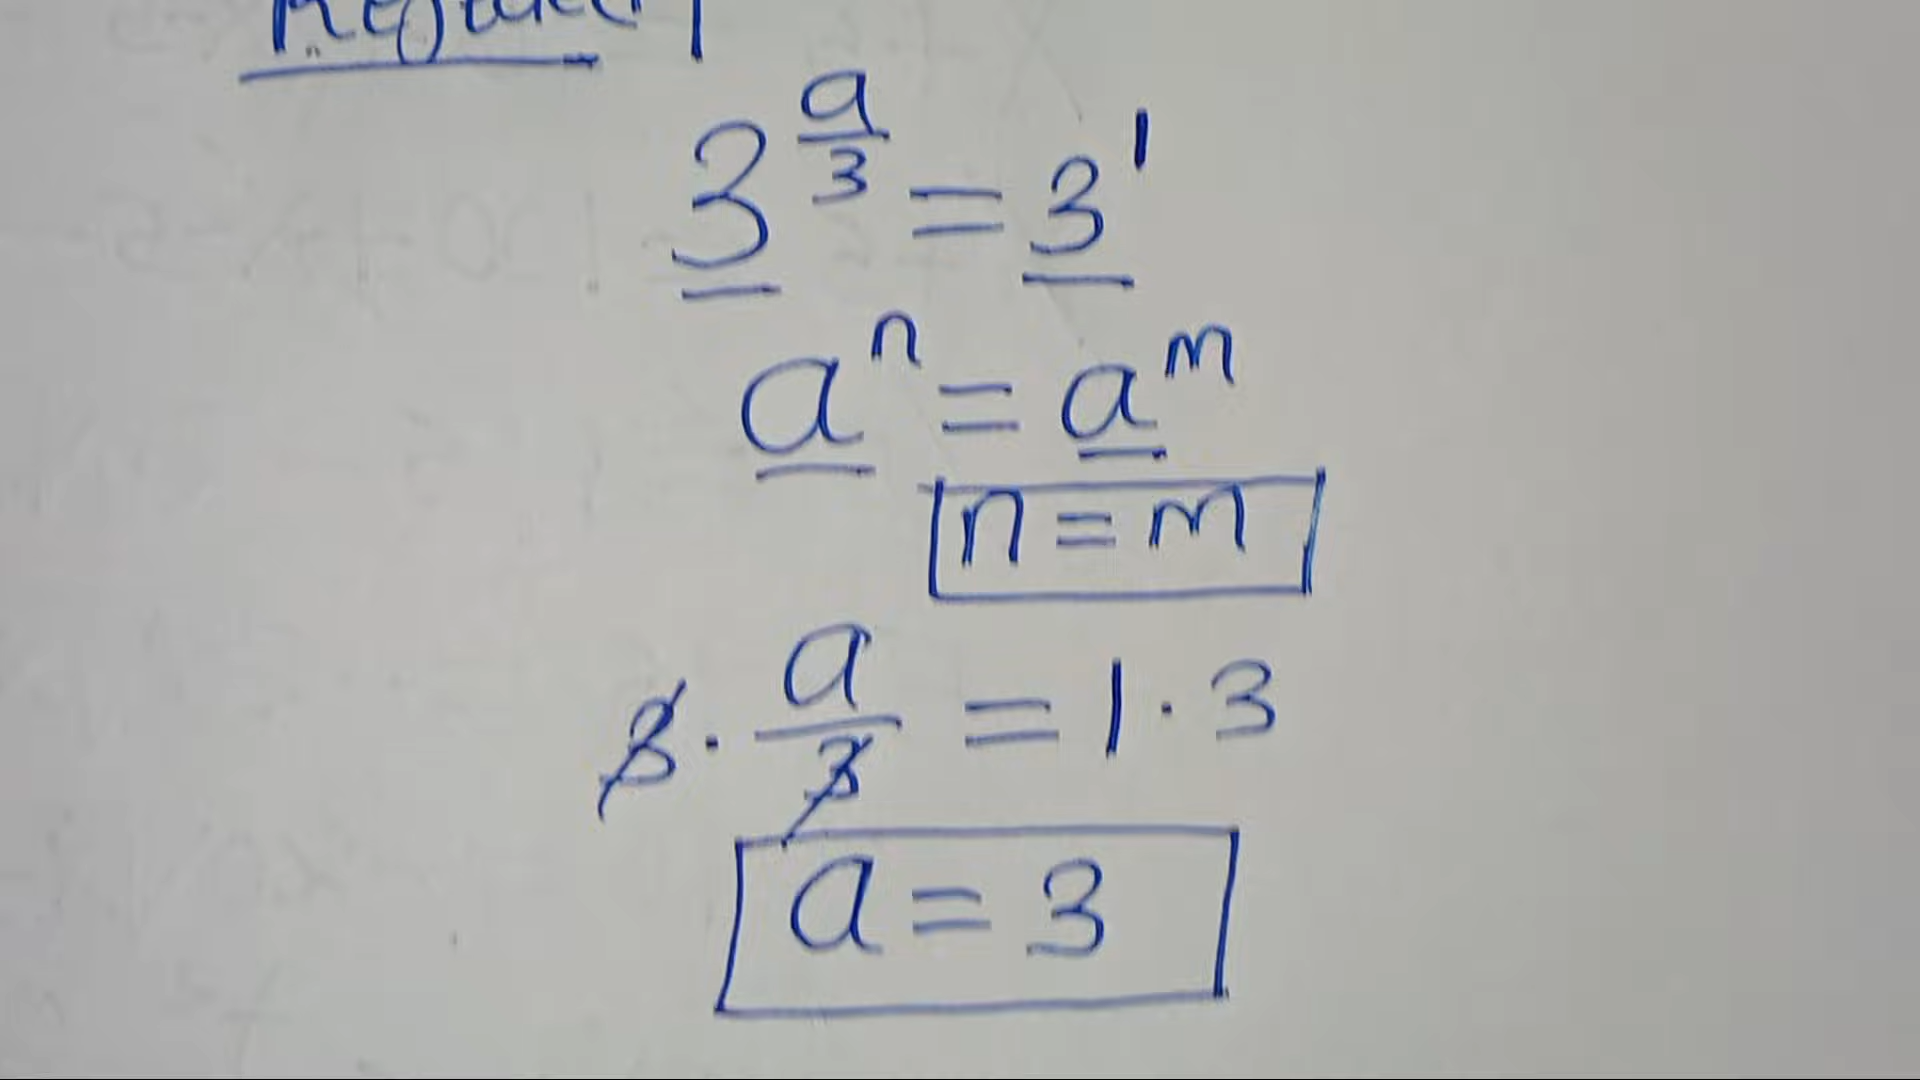 3^(a/3) = 3^1
a^n = a^m
n = m
3 · a/3 = 1 · 3
a = 3